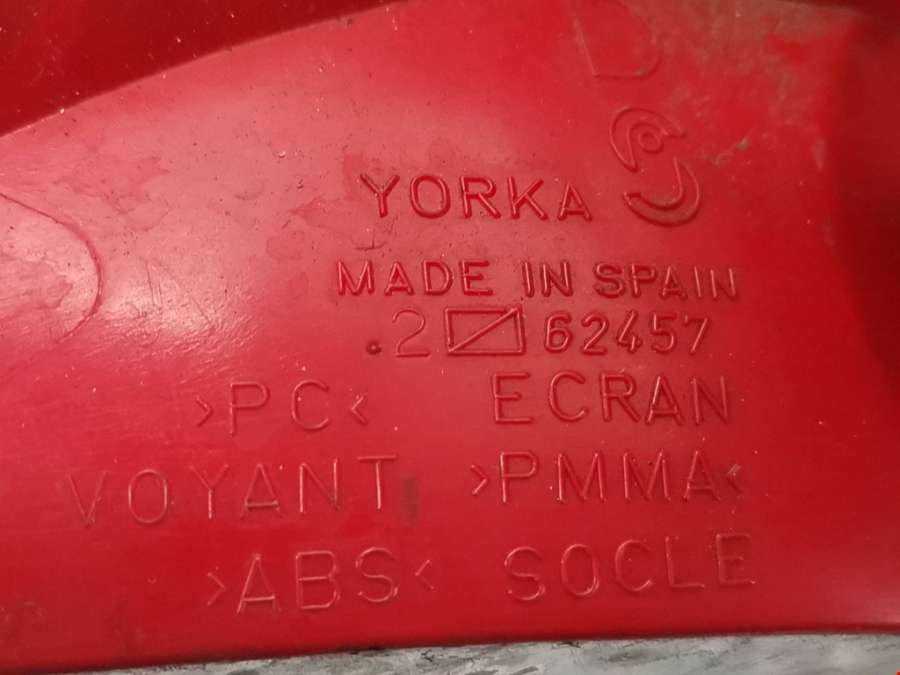 D
YORKA
MADE IN SPAIN
.2 62457
>PC< ECRAN
VOYANT >PMMA<
>ABS< SOCLE